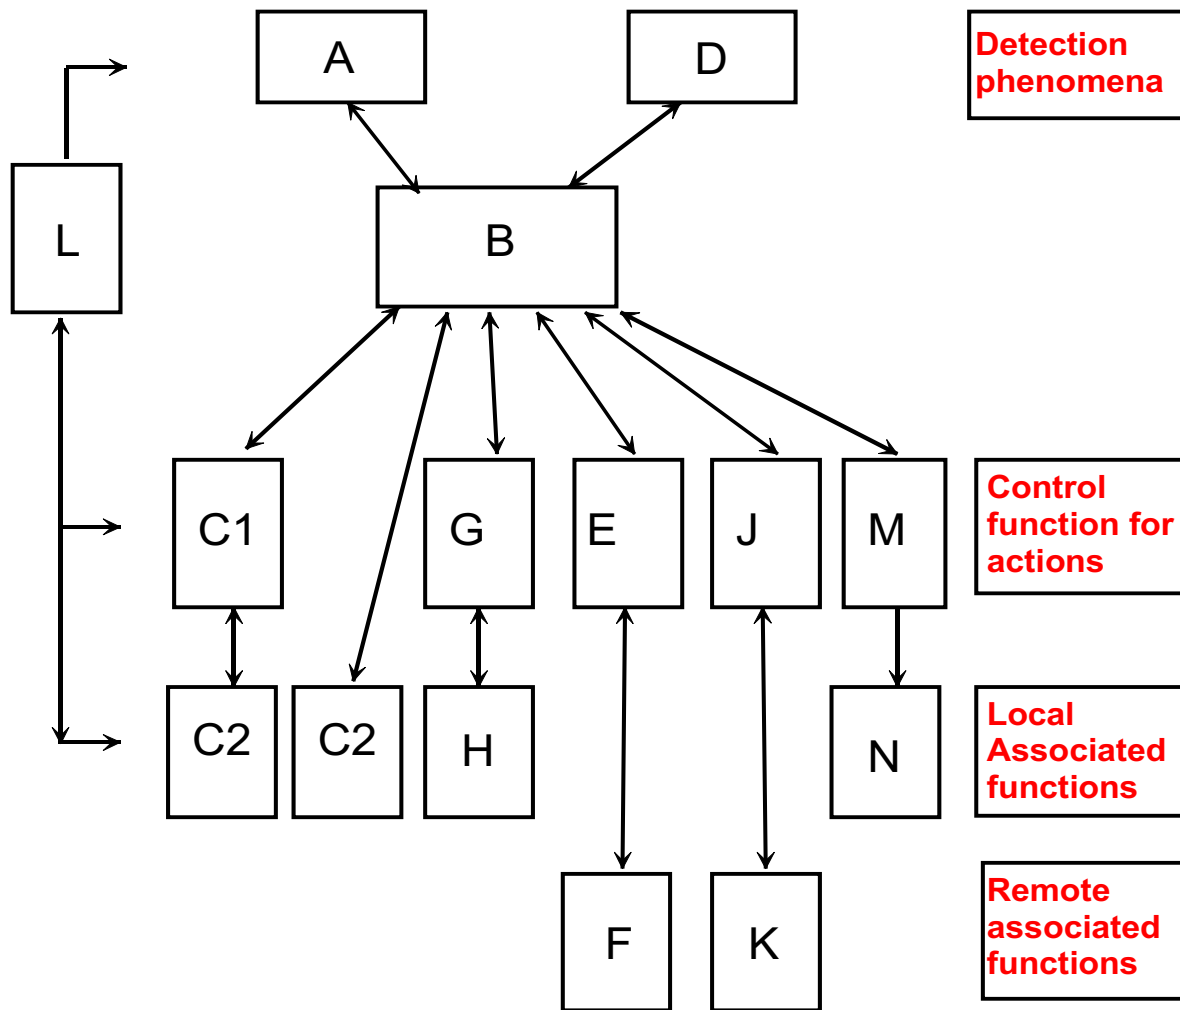 A
D
Detection
phenomena
L
B
C1
G
E
J
M
Control
function for
actions
C2
C2
H
N
Local
Associated
functions
F
K
Remote
associated
functions